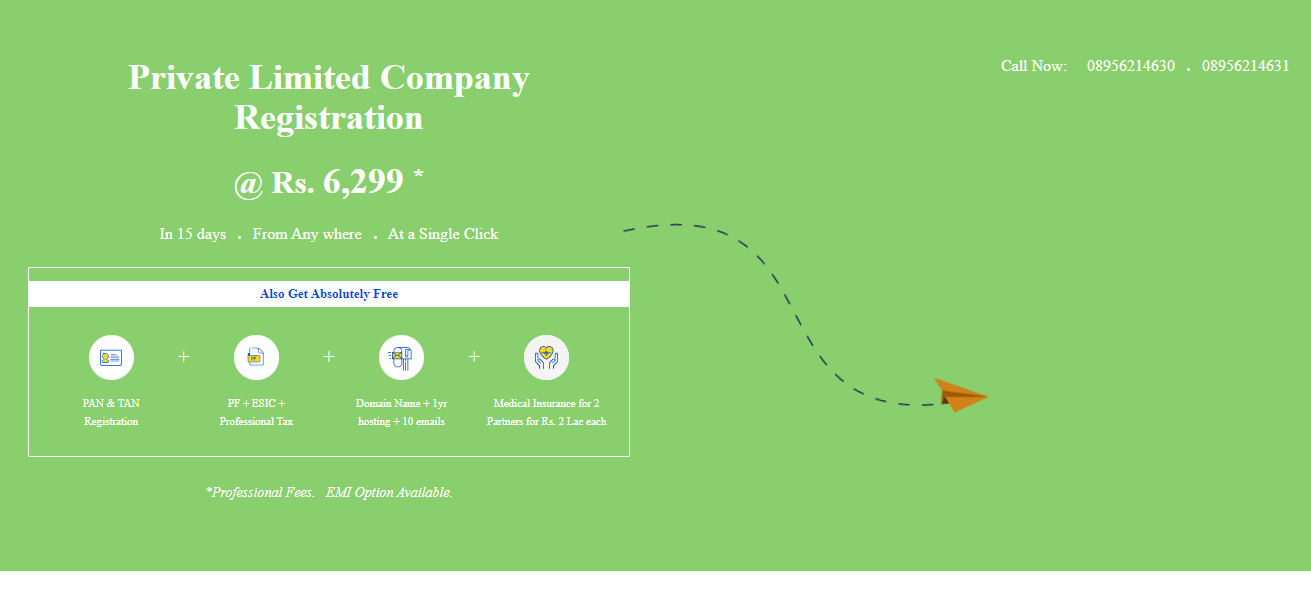 Private Limited Company
Registration
@ Rs. 6,299 *
In 15 days . From Any where . At a Single Click
Call Now: 08956214630 . 08956214631
Also Get Absolutely Free
PAN & TAN
Registration
+
PF + ESIC +
Professional Tax
+
Domain Name + 1yr
hosting + 10 emails
+
Medical Insurance for 2
Partners for Rs. 2 Lac each
*Professional Fees. EMI Option Available.